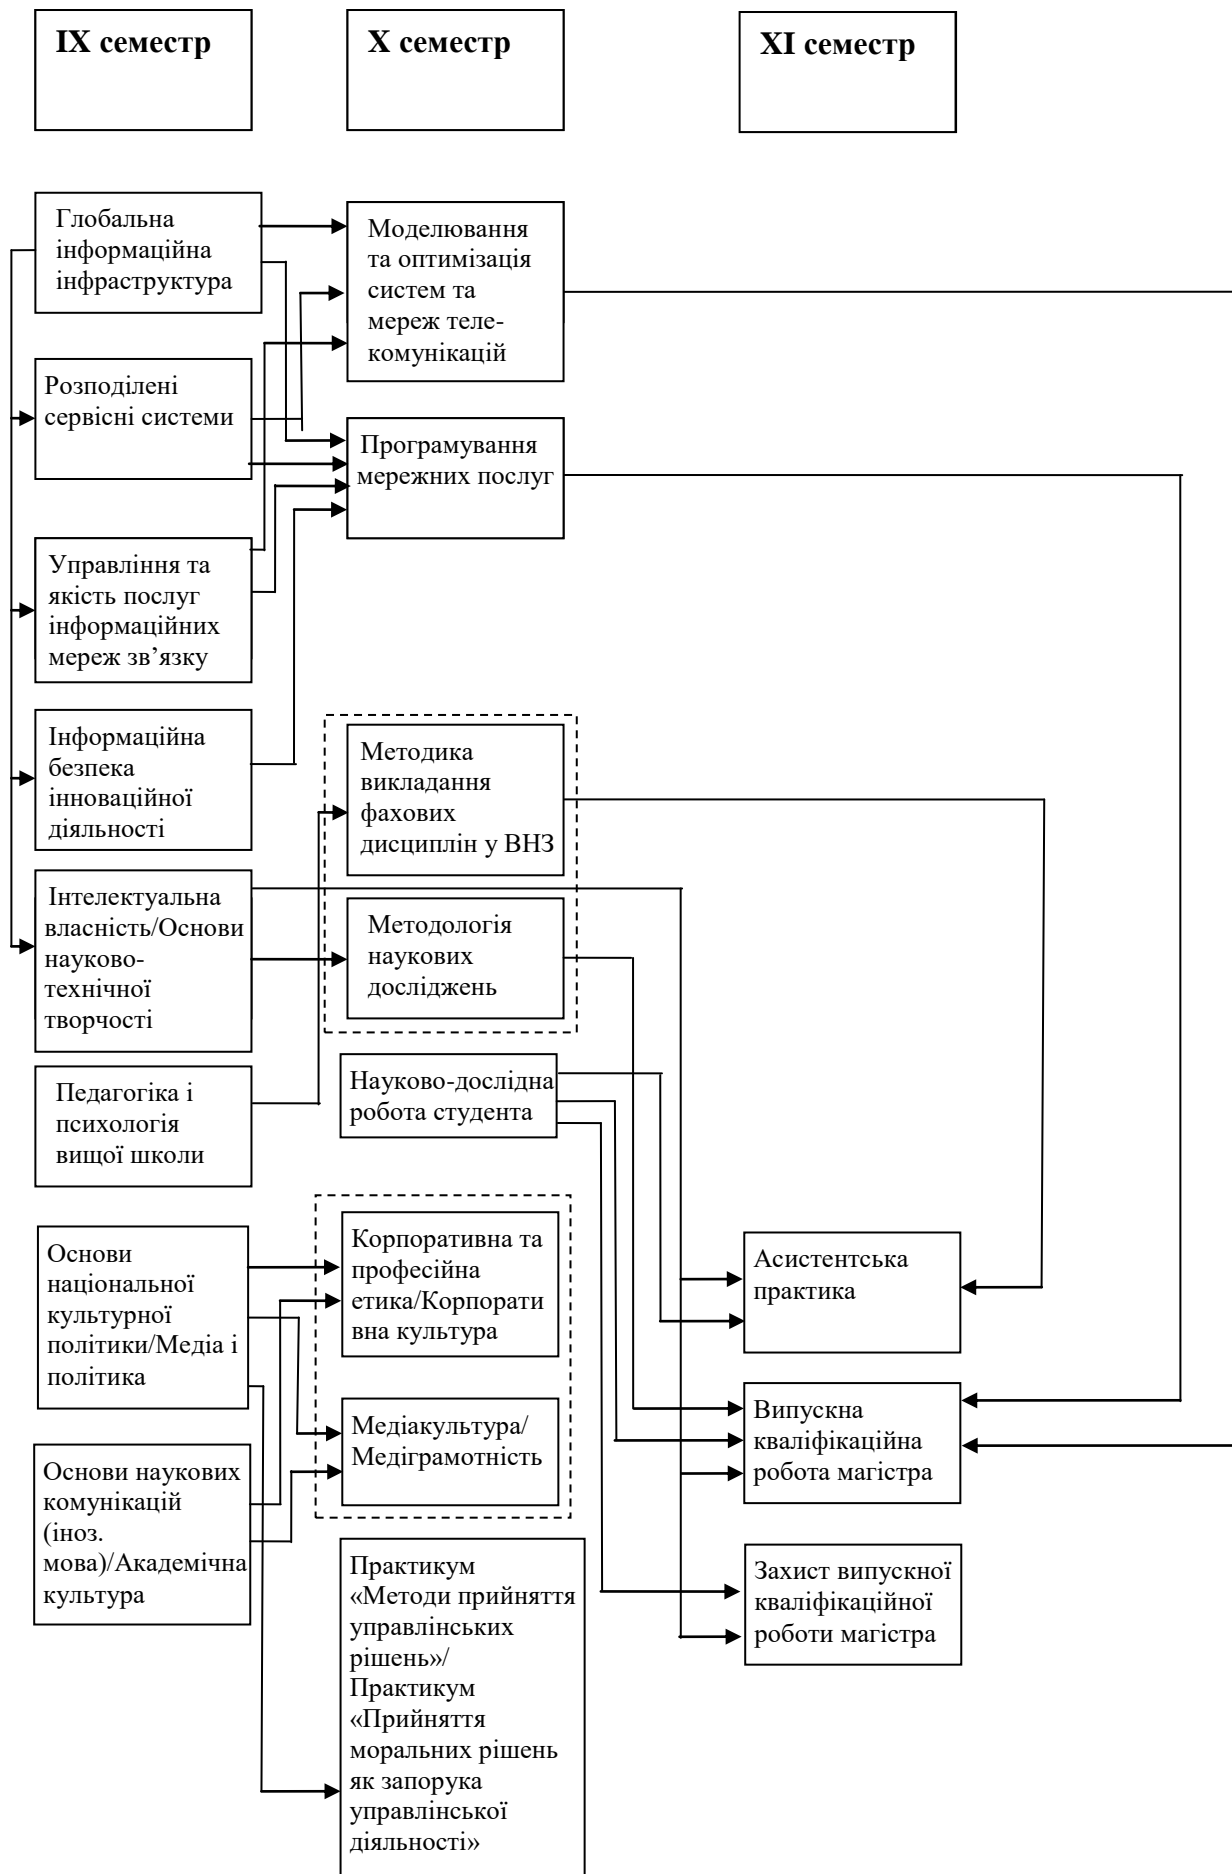 IX семестр
X семестр
XI семестр
Глобальна
інформаційна
інфраструктура
Розподілені
сервісні системи
Управління та
якість послуг
інформаційних
мереж зв’язку
Інформаційна
безпека
інноваційної
діяльності
Інтелектуальна
власність/Основи
науково-
технічної
творчості
Педагогіка і
психологія
вищої школи
Основи
національної
культурної
політики/Медіа і
політика
Основи наукових
комунікацій
(іноз.
мова)/Академічна
культура
Моделювання
та оптимізація
систем та
мереж теле-
комунікацій
Програмування
мережних послуг
Методика
викладання
фахових
дисциплін у ВНЗ
Методологія
наукових
досліджень
Науково-дослідна
робота студента
Корпоративна та
професійна
етика/Корпорати
вна культура
Медіакультура/
Медіграмотність
Практикум
«Методи прийняття
управлінських
рішень»/
Практикум
«Прийняття
моральних рішень
як запорука
управлінської
діяльності»
Асистентська
практика
Випускна
кваліфікаційна
робота магістра
Захист випускної
кваліфікаційної
роботи магістра